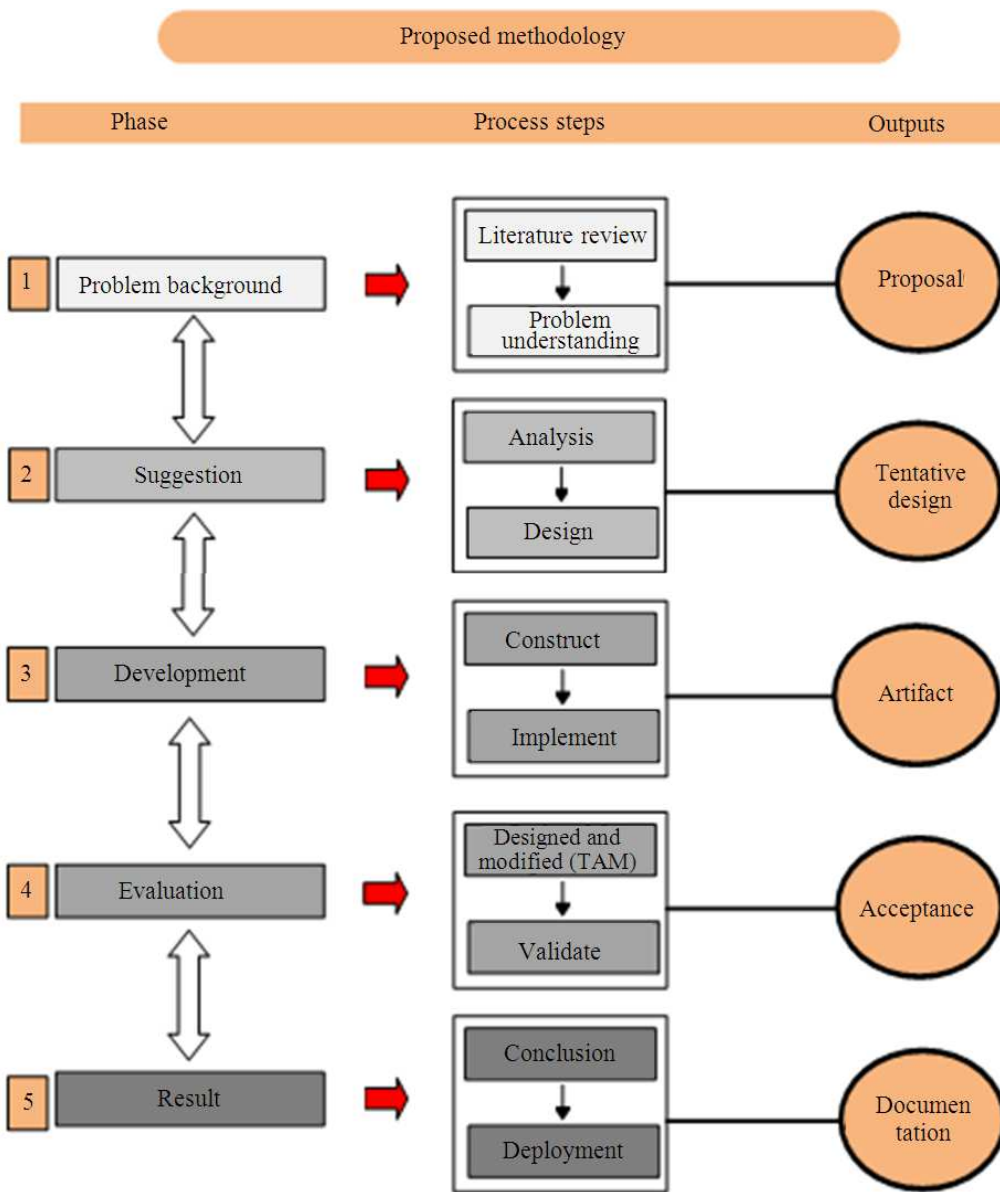 Proposed methodology
Phase Process steps Outputs
1 Problem background
Literature review
Problem
understanding
Proposal
2 Suggestion
Analysis
Design
Tentative
design
3 Development
Construct
Implement
Artifact
4 Evaluation
Designed and
modified (TAM)
Validate
Acceptance
5 Result
Conclusion
Deployment
Documen
tation